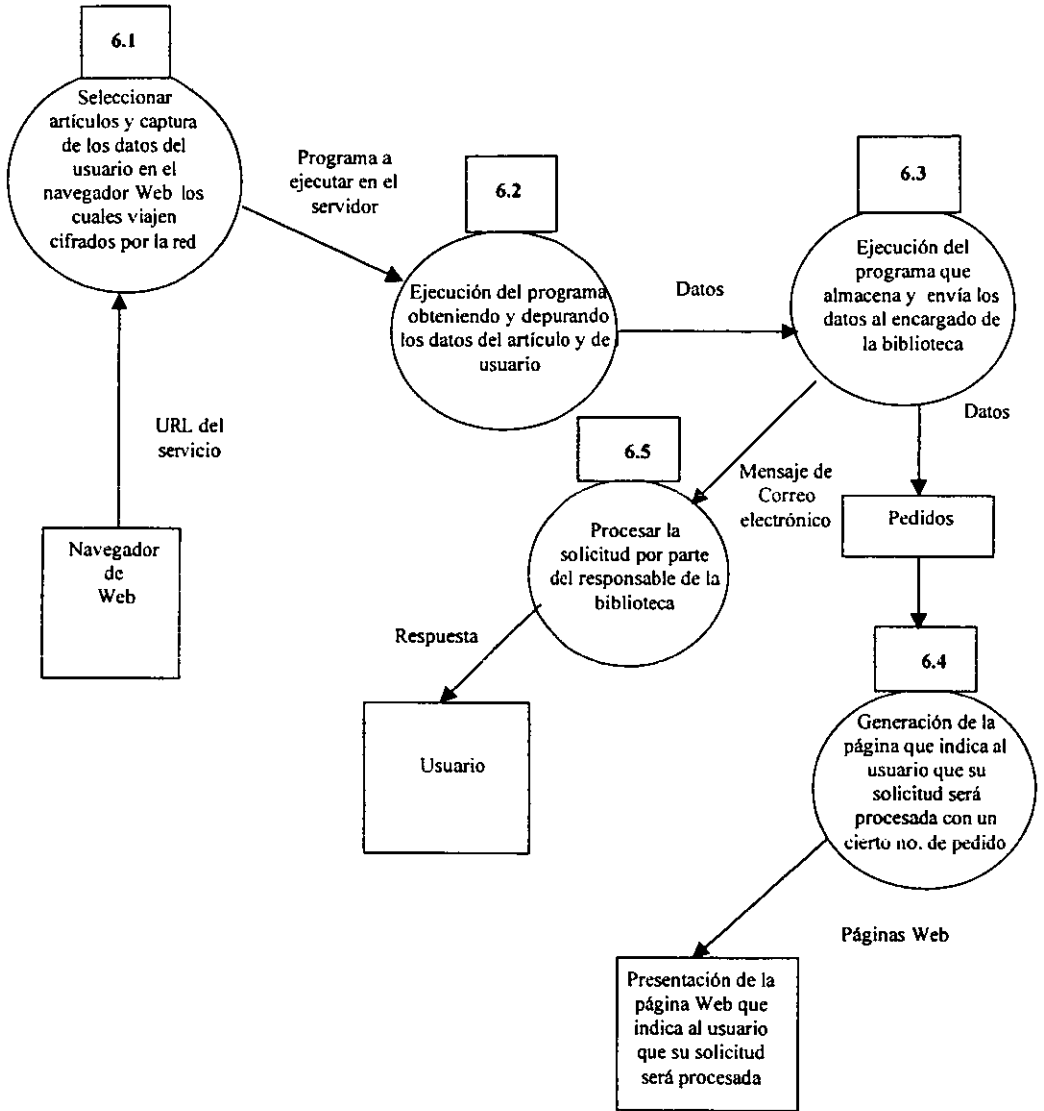 6.1
Seleccionar
artículos y captura
de los datos del
usuario en el
navegador Web los
cuales viajen
cifrados por la red
Programa a
ejecutar en el
servidor
6.2
Ejecución del programa
obteniendo y depurando
los datos del artículo y de
usuario
Datos
6.3
Ejecución del
programa que
almacena y envía los
datos al encargado de
la biblioteca
URL del
servicio
Navegador
de
Web
6.5
Procesar la
solicitud por parte
del responsable de la
biblioteca
Mensaje de
Correo
electrónico
Datos
Pedidos
Respuesta
Usuario
6.4
Generación de la
página que indica al
usuario que su
solicitud será
procesada con un
cierto no. de pedido
Páginas Web
Presentación de la
página Web que
indica al usuario
que su solicitud
será procesada